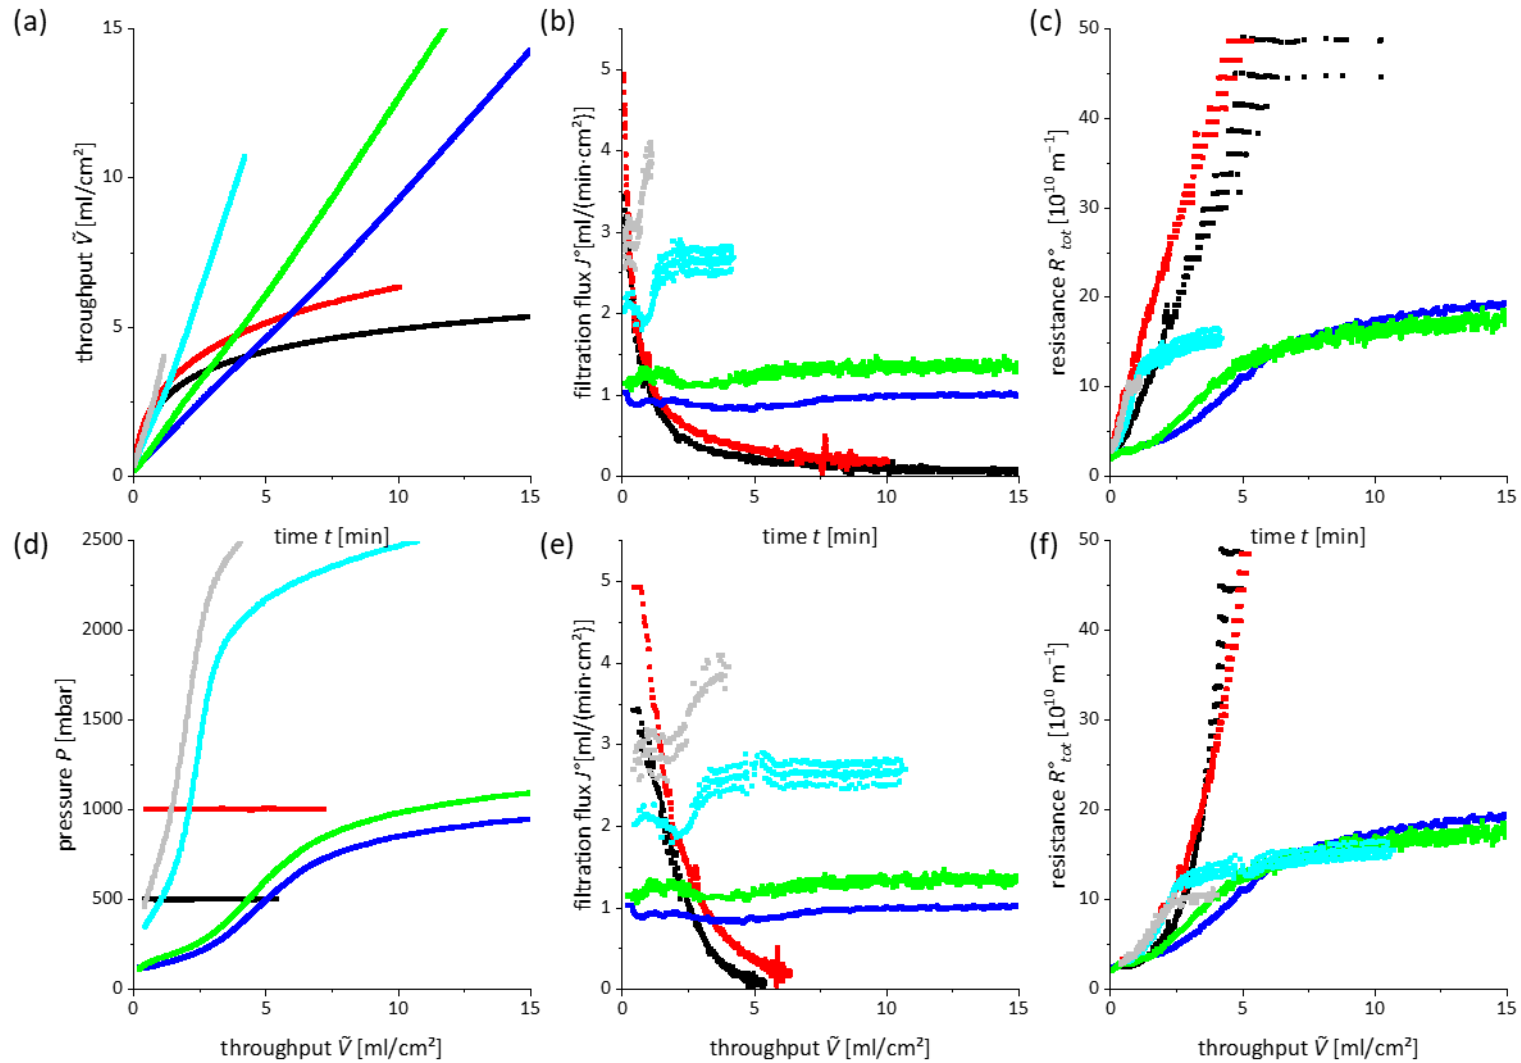 (a)
15
10
5
0
throughput Ṽ [ml/cm²]
0 5 10 15
time t [min]
(b)
5
4
3
2
1
0
filtration flux J° [ml/(min·cm²)]
0 5 10 15
time t [min]
(c)
50
40
30
20
10
0
resistance R°tot [10¹⁰ m⁻¹]
0 5 10 15
time t [min]
(d)
2500
2000
1500
1000
500
0
pressure P [mbar]
0 5 10 15
throughput Ṽ [ml/cm²]
(e)
5
4
3
2
1
0
filtration flux J° [ml/(min·cm²)]
0 5 10 15
throughput Ṽ [ml/cm²]
(f)
50
40
30
20
10
0
resistance R°tot [10¹⁰ m⁻¹]
0 5 10 15
throughput Ṽ [ml/cm²]